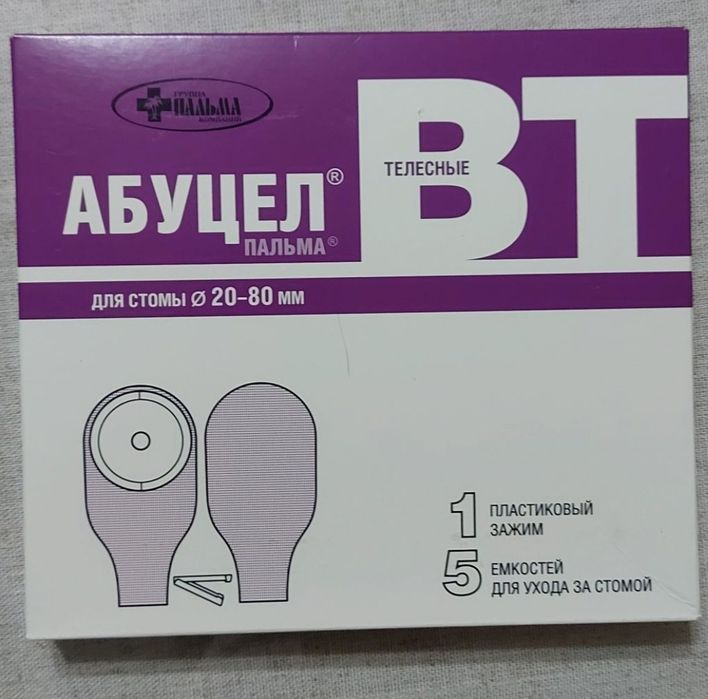 ГРУППА
ПАЛЬМА
КОМПАНИЙ
АБУЦЕЛ®
ПАЛЬМА®
ТЕЛЕСНЫЕ
ВТ
ДЛЯ СТОМЫ Ø 20-80 ММ
1 ПЛАСТИКОВЫЙ
ЗАЖИМ
5 ЕМКОСТЕЙ
ДЛЯ УХОДА ЗА СТОМОЙ